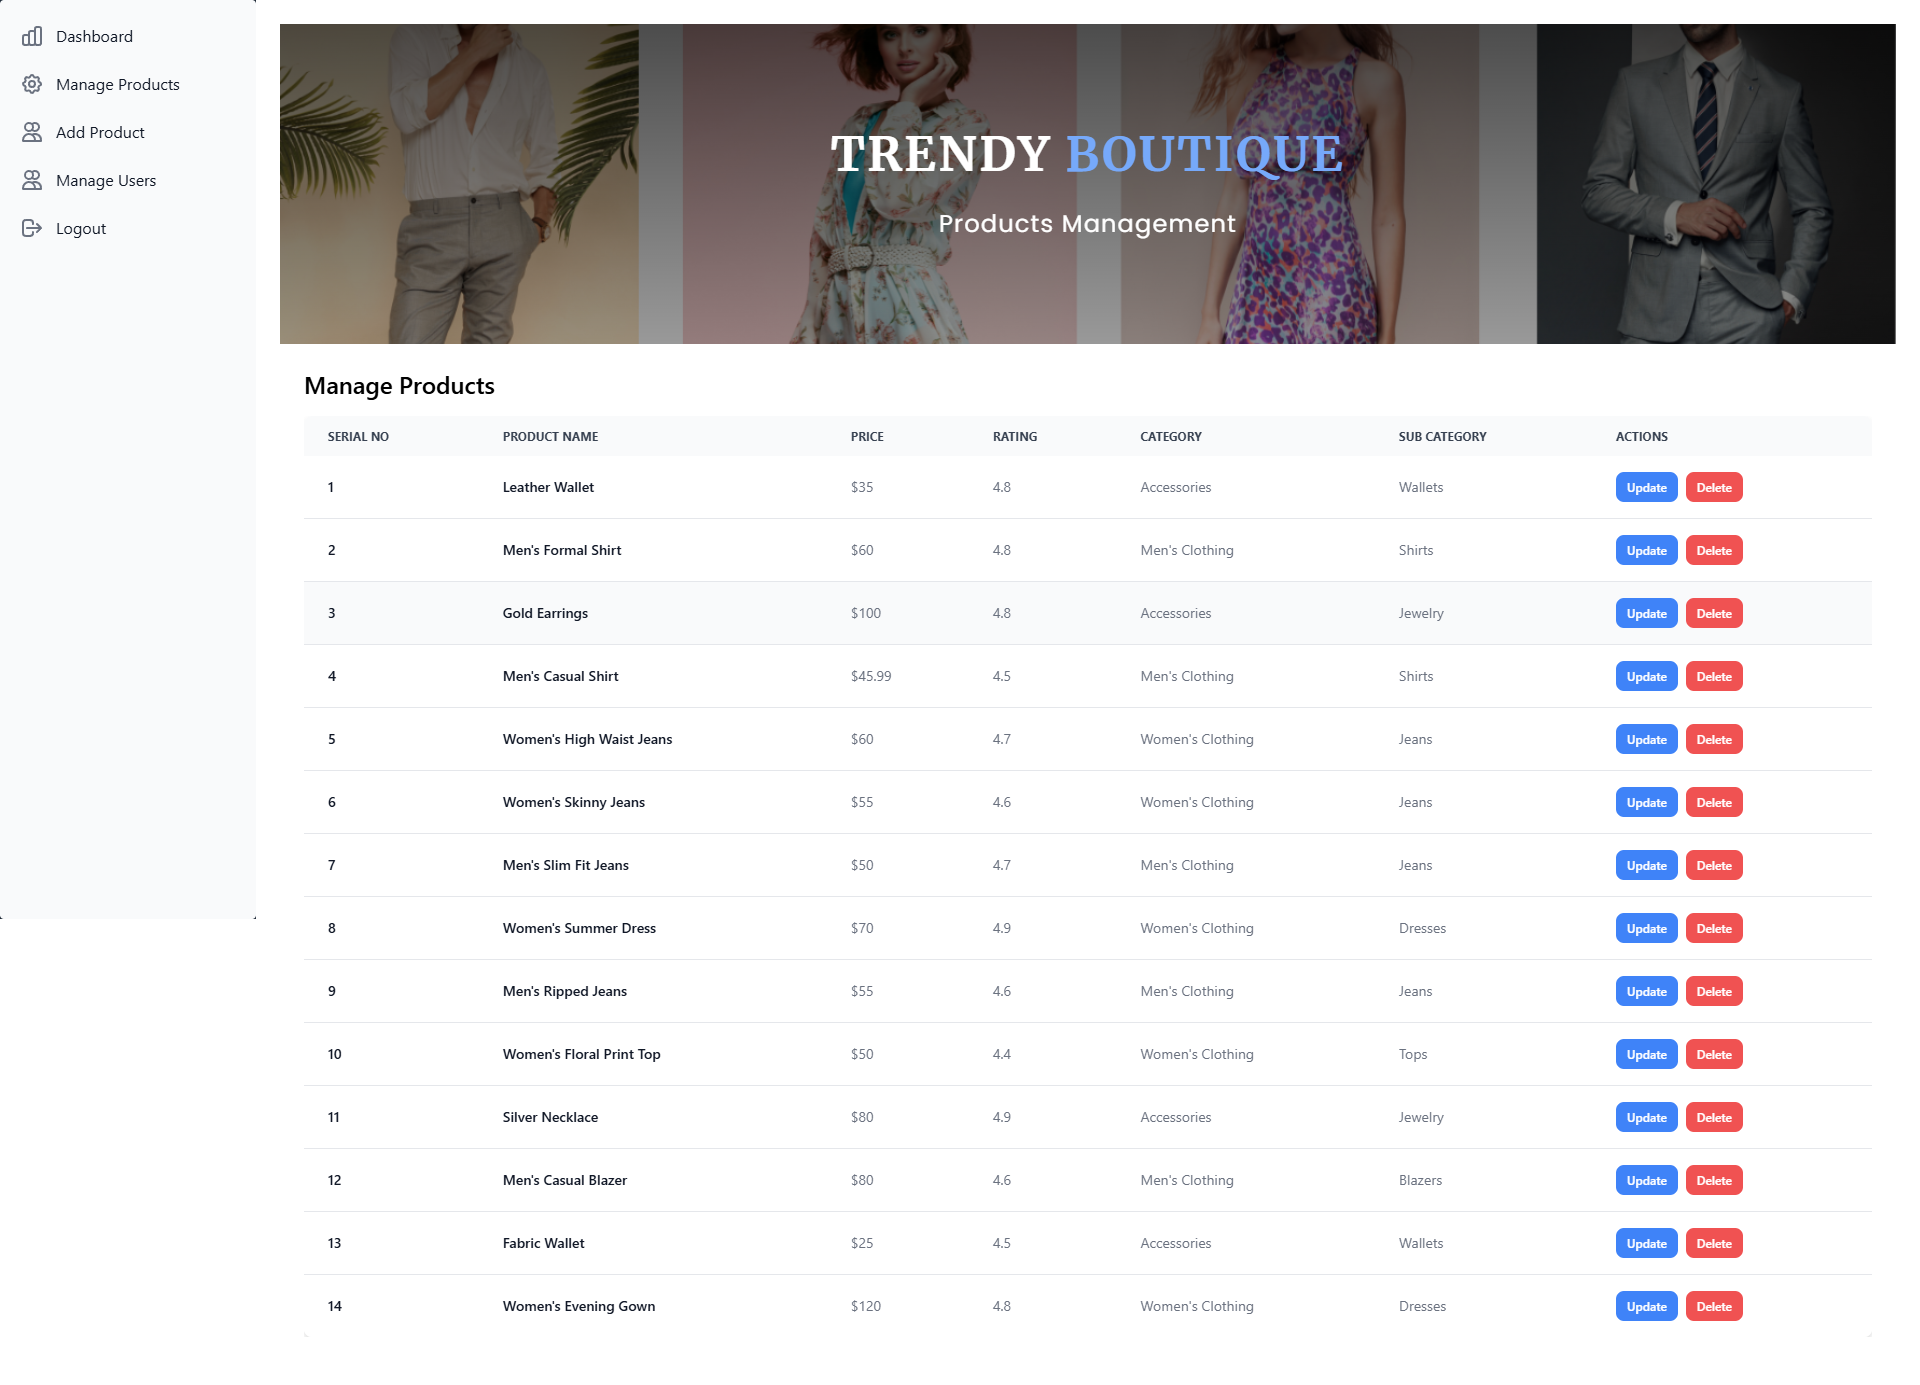 Dashboard
Manage Products
Add Product
Manage Users
Logout
TRENDY BOUTIQUE
Products Management
Manage Products
SERIAL NO PRODUCT NAME PRICE RATING CATEGORY SUB CATEGORY ACTIONS
1 Leather Wallet $35 4.8 Accessories Wallets Update Delete
2 Men's Formal Shirt $60 4.8 Men's Clothing Shirts Update Delete
3 Gold Earrings $100 4.8 Accessories Jewelry Update Delete
4 Men's Casual Shirt $45.99 4.5 Men's Clothing Shirts Update Delete
5 Women's High Waist Jeans $60 4.7 Women's Clothing Jeans Update Delete
6 Women's Skinny Jeans $55 4.6 Women's Clothing Jeans Update Delete
7 Men's Slim Fit Jeans $50 4.7 Men's Clothing Jeans Update Delete
8 Women's Summer Dress $70 4.9 Women's Clothing Dresses Update Delete
9 Men's Ripped Jeans $55 4.6 Men's Clothing Jeans Update Delete
10 Women's Floral Print Top $50 4.4 Women's Clothing Tops Update Delete
11 Silver Necklace $80 4.9 Accessories Jewelry Update Delete
12 Men's Casual Blazer $80 4.6 Men's Clothing Blazers Update Delete
13 Fabric Wallet $25 4.5 Accessories Wallets Update Delete
14 Women's Evening Gown $120 4.8 Women's Clothing Dresses Update Delete